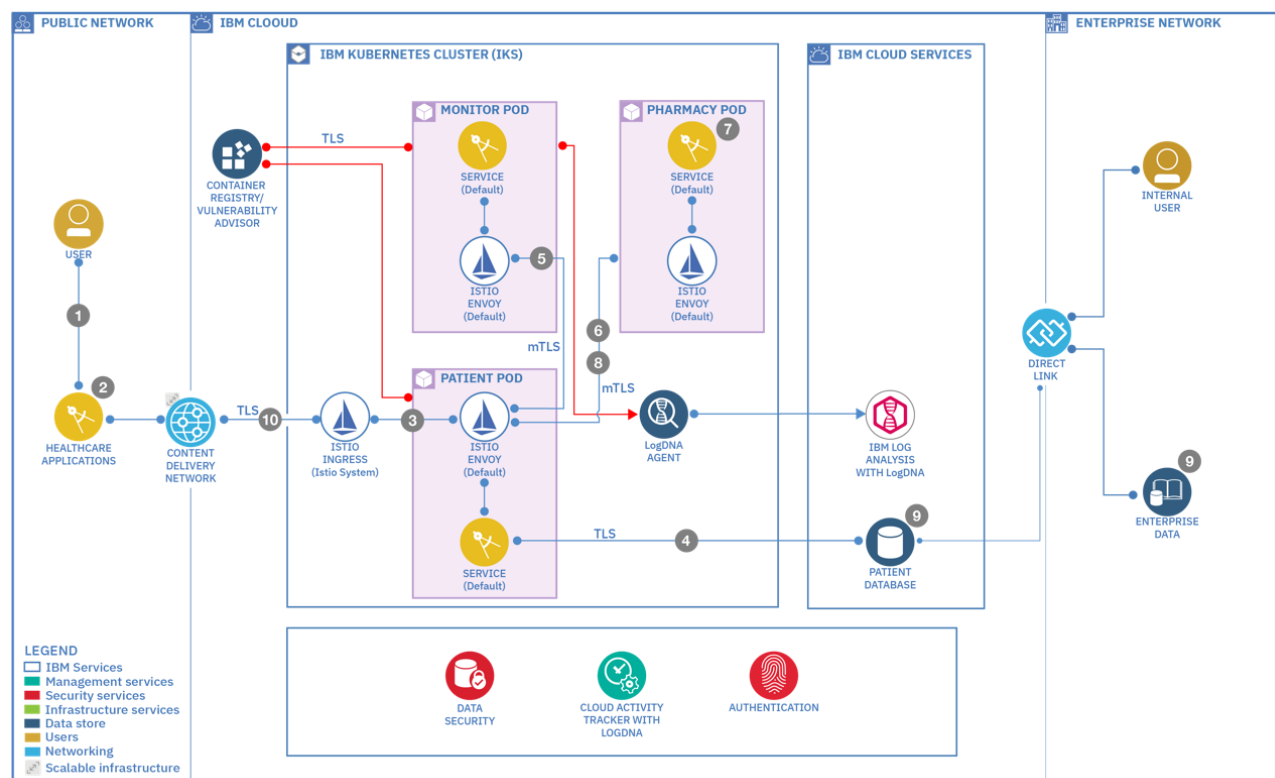 PUBLIC NETWORK
IBM CLOOUD
ENTERPRISE NETWORK
IBM KUBERNETES CLUSTER (IKS)
IBM CLOUD SERVICES
MONITOR POD
PHARMACY POD
TLS
7
SERVICE
(Default)
SERVICE
(Default)
CONTAINER
REGISTRY/
VULNERABILITY
ADVISOR
INTERNAL
USER
USER
5
ISTIO
ENVOY
(Default)
ISTIO
ENVOY
(Default)
1
6
mTLS
8
DIRECT
LINK
PATIENT POD
2
mTLS
TLS
10
3
HEALTHCARE
APPLICATIONS
CONTENT
DELIVERY
NETWORK
ISTIO
INGRESS
(Istio System)
ISTIO
ENVOY
(Default)
LogDNA
AGENT
IBM LOG
ANALYSIS
WITH LogDNA
9
ENTERPRISE
DATA
9
TLS
4
SERVICE
(Default)
PATIENT
DATABASE
LEGEND
IBM Services
Management services
Security services
Infrastructure services
Data store
Users
Networking
Scalable infrastructure
DATA
SECURITY
CLOUD ACTIVITY
TRACKER WITH
LOGDNA
AUTHENTICATION